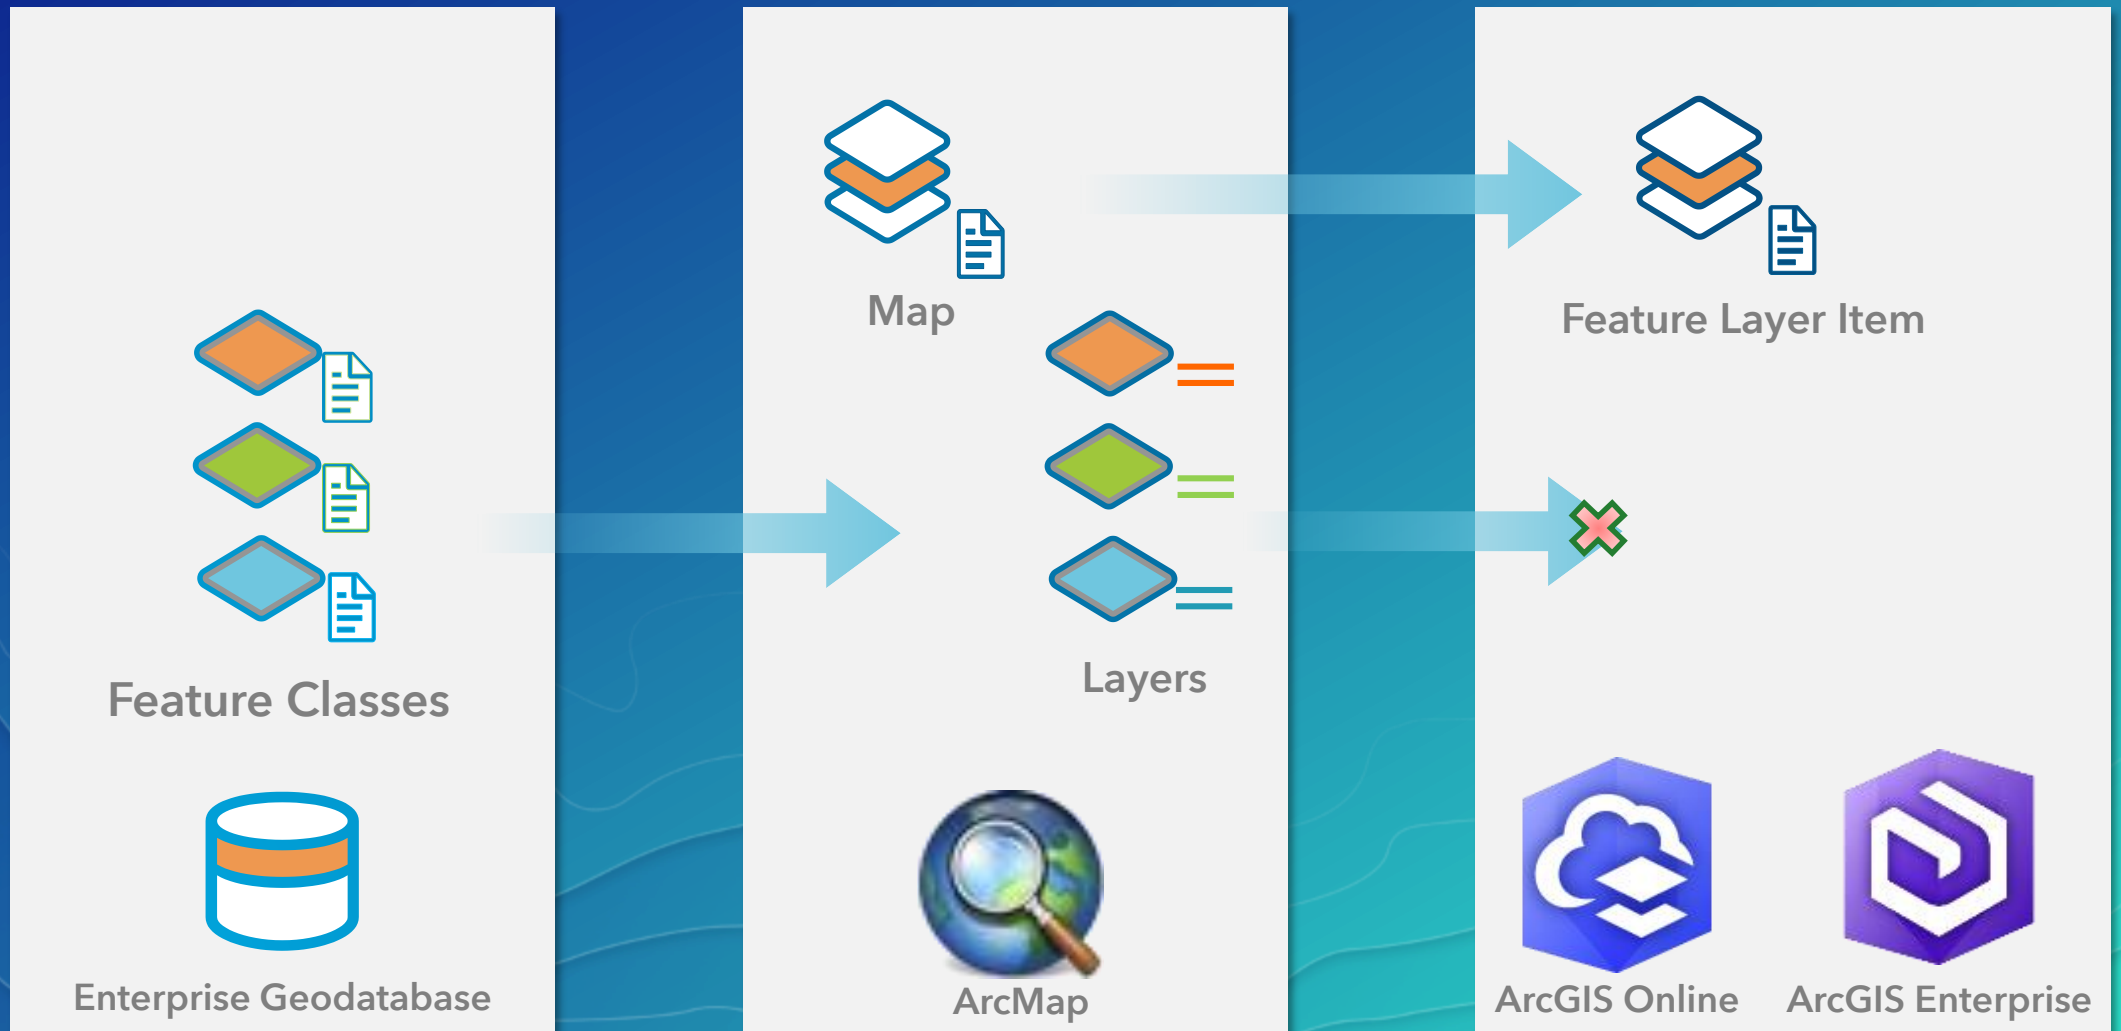 Map
Feature Layer Item
Layers
Feature Classes
Enterprise Geodatabase
ArcMap
ArcGIS Online
ArcGIS Enterprise